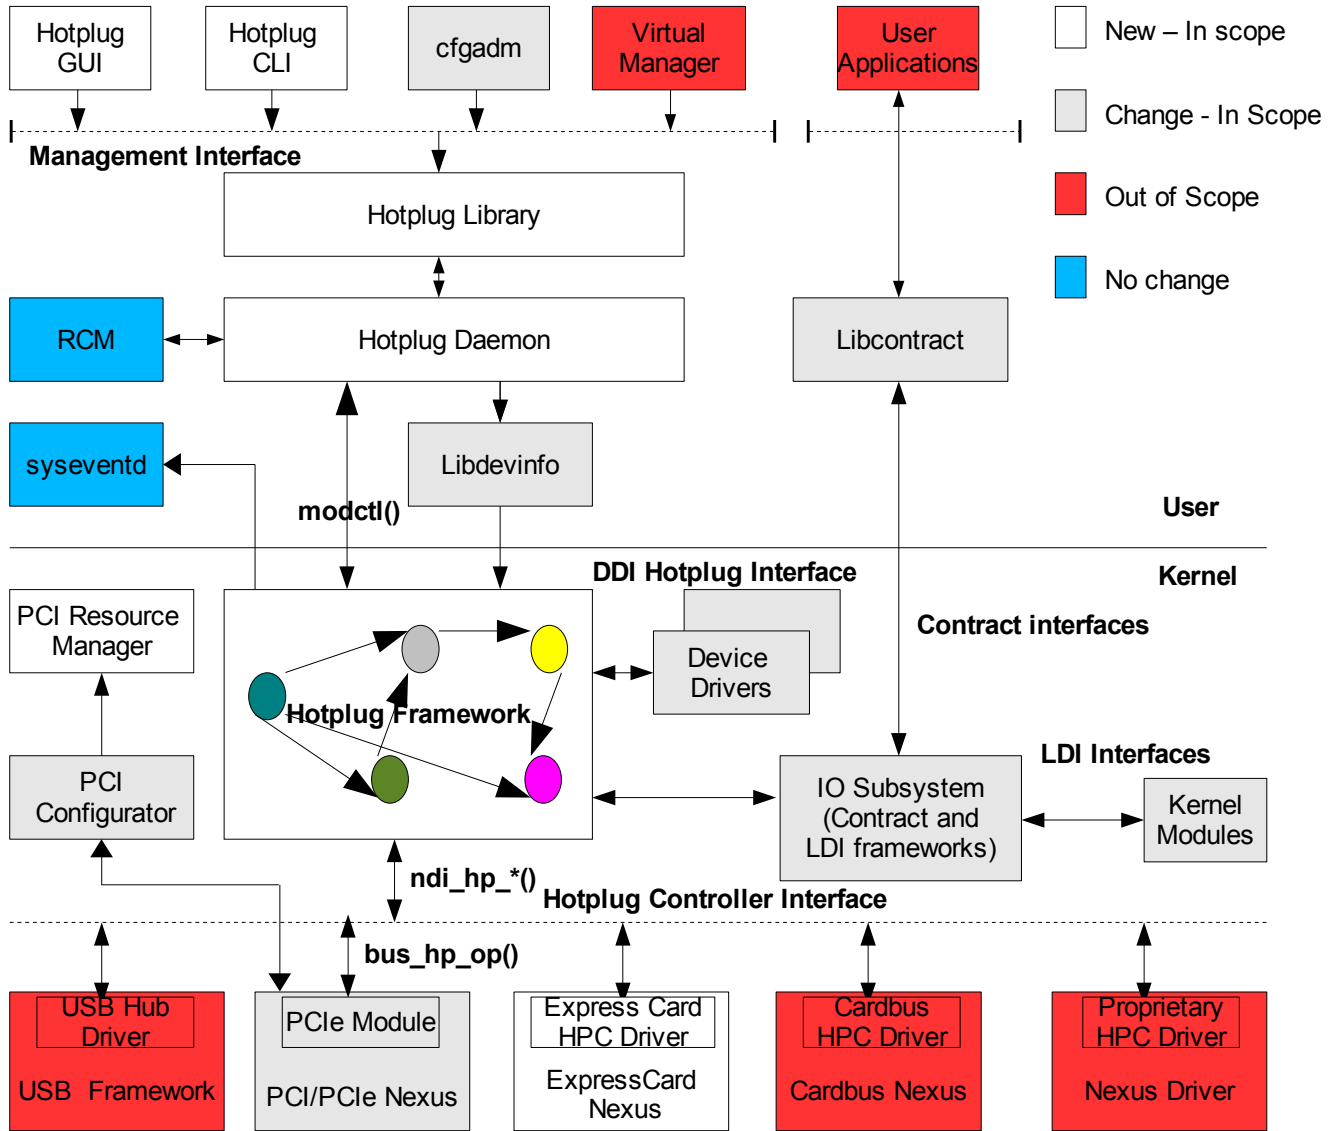 Hotplug
GUI
Hotplug
CLI
cfgadm
Virtual
Manager
User
Applications
New – In scope
Change - In Scope
Out of Scope
No change
Management Interface
Hotplug Library
RCM
Hotplug Daemon
Libcontract
syseventd
Libdevinfo
modctl()
User
Kernel
DDI Hotplug Interface
PCI Resource
Manager
Device
Drivers
Contract interfaces
Hotplug Framework
LDI Interfaces
PCI
Configurator
IO Subsystem
(Contract and
LDI frameworks)
Kernel
Modules
ndi_hp_*()
Hotplug Controller Interface
bus_hp_op()
USB Hub
Driver
USB Framework
PCIe Module
PCI/PCIe Nexus
Express Card
HPC Driver
ExpressCard
Nexus
Cardbus
HPC Driver
Cardbus Nexus
Proprietary
HPC Driver
Nexus Driver